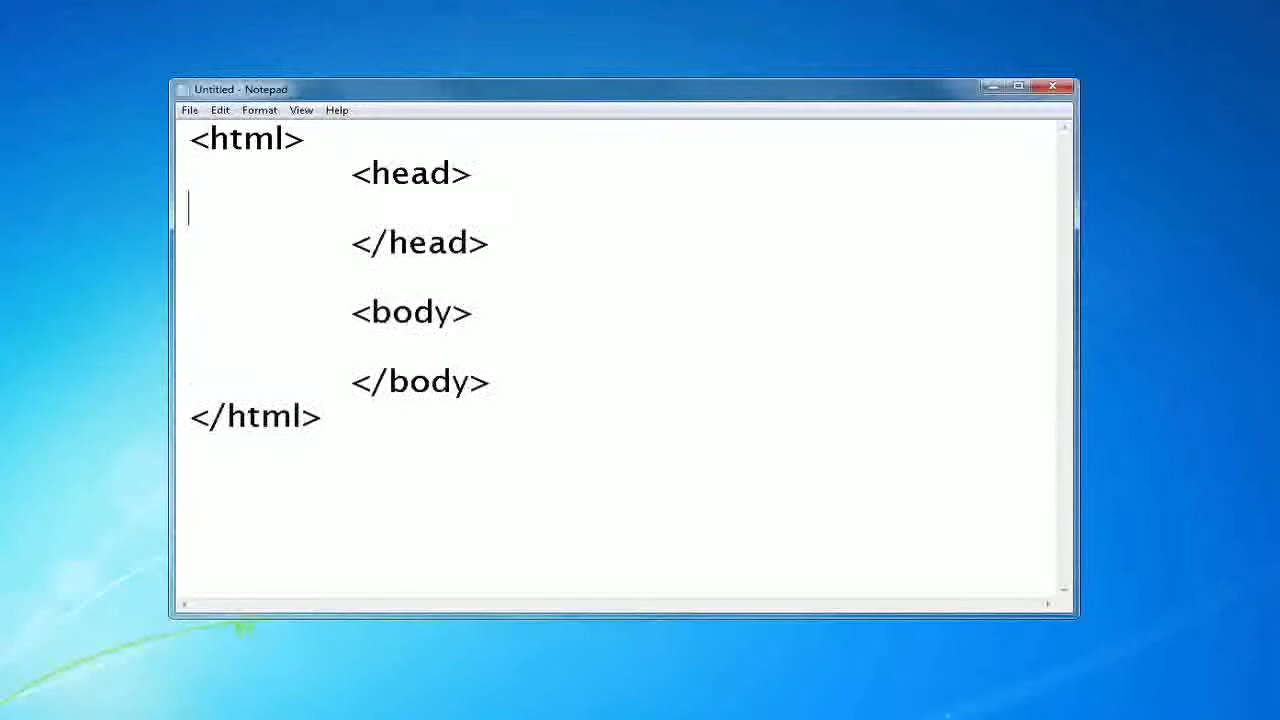 Untitled - Notepad
File Edit Format View Help
<html>
<head>
</head>
<body>
</body>
</html>